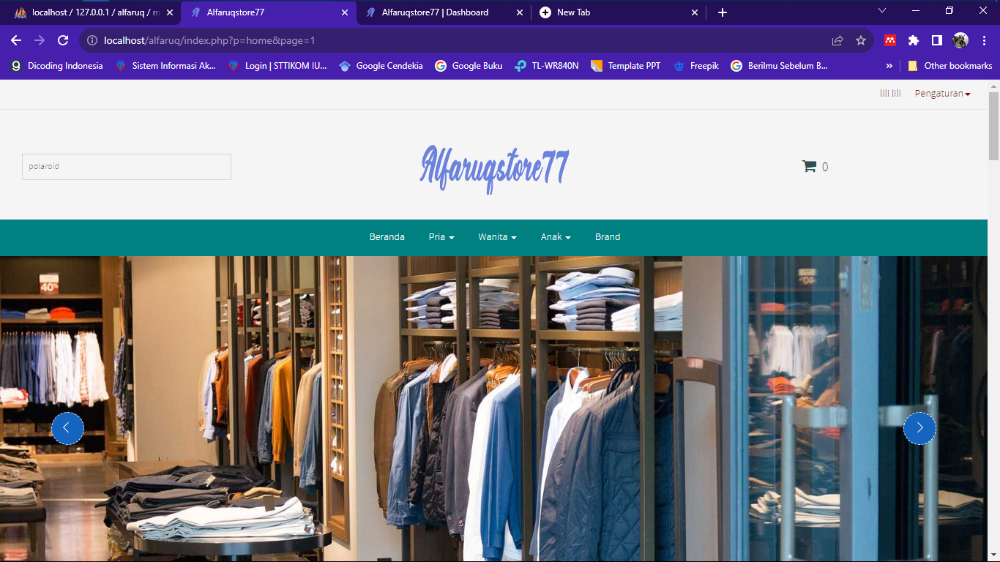 localhost / 127.0.0.1 / alfaruq / m
Alfaruqstore77
Alfaruqstore77 | Dashboard
New Tab
localhost/alfaruq/index.php?p=home&page=1
Dicoding Indonesia
Sistem Informasi Ak...
Login | STTIKOM IU...
Google Cendekia
Google Buku
TL-WR840N
Template PPT
Freepik
Berilmu Sebelum B...
»
Other bookmarks
lili lili
Pengaturan
polaroid
Alfaruqstore77
0
Beranda
Pria
Wanita
Anak
Brand
40%